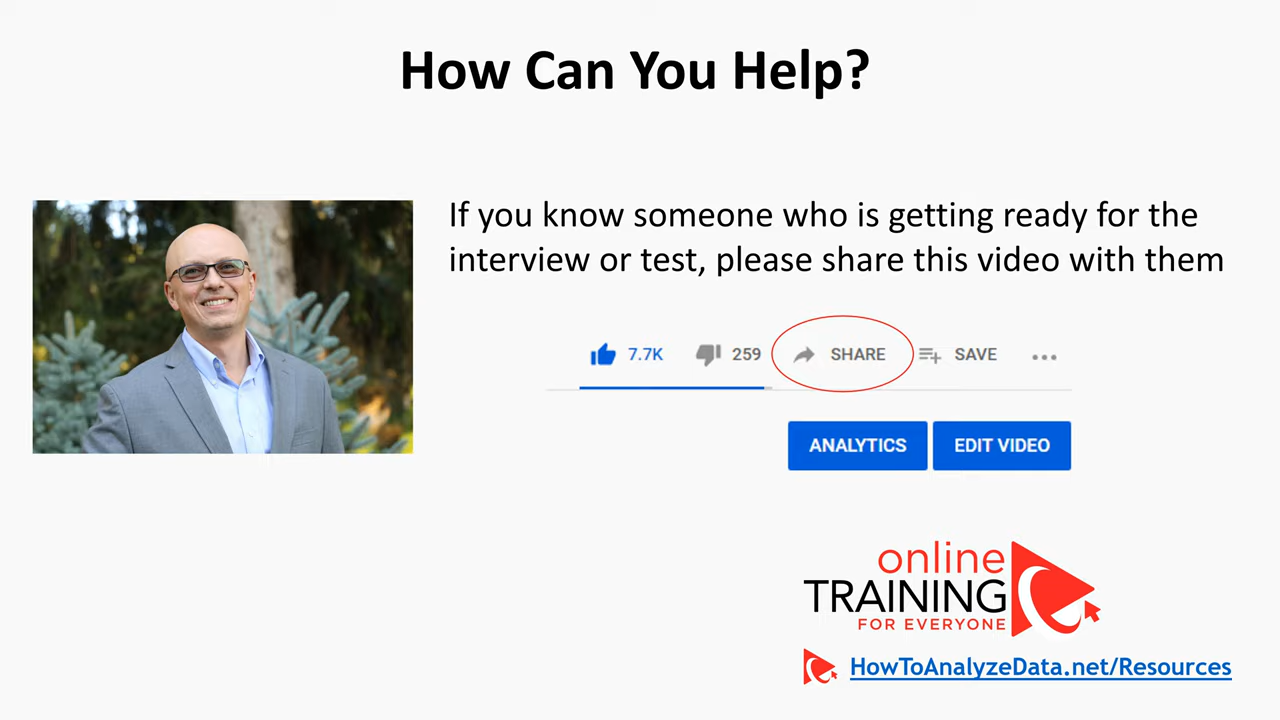 How Can You Help?
If you know someone who is getting ready for the
interview or test, please share this video with them
7.7K 259 SHARE SAVE
ANALYTICS EDIT VIDEO
online
TRAINING
FOR EVERYONE
HowToAnalyzeData.net/Resources